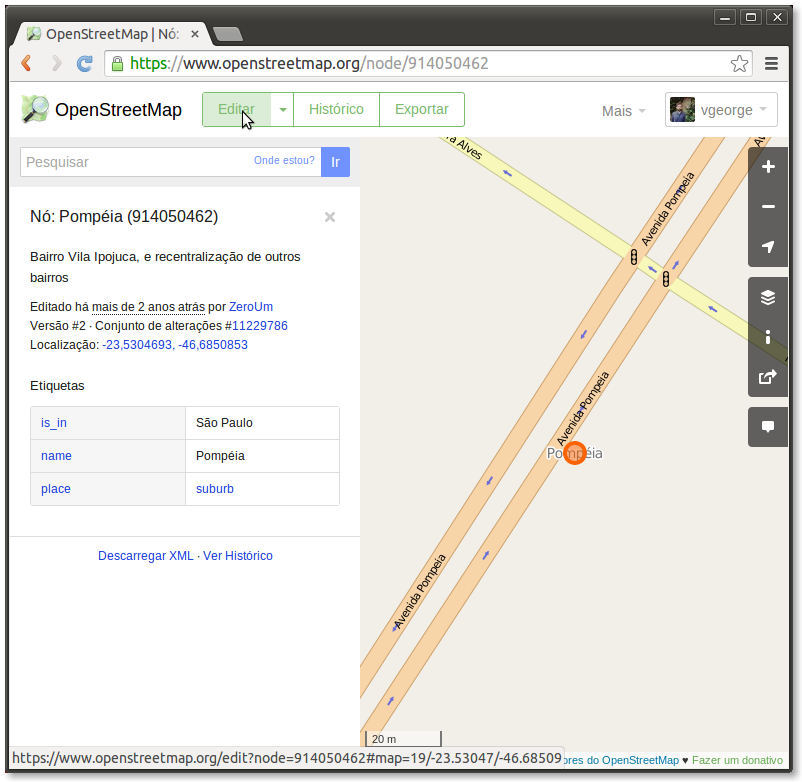 OpenStreetMap | Nó:
https://www.openstreetmap.org/node/914050462
OpenStreetMap
Editar
Histórico
Exportar
Mais
vgeorge
Pesquisar
Onde estou?
Ir
Nó: Pompéia (914050462)
Bairro Vila Ipojuca, e recentralização de outros
bairros
Editado há mais de 2 anos atrás por ZeroUm
Versão #2 · Conjunto de alterações #11229786
Localização: -23,5304693, -46,6850853
Etiquetas
is_in São Paulo
name Pompéia
place suburb
Descarregar XML · Ver Histórico
ra Alves
Av
Avenida Pompeia
Avenida Pompeia
Pompéia
Avenida Pompeia
20 m
https://www.openstreetmap.org/edit?node=914050462#map=19/-23.53047/-46.68509
ores do OpenStreetMap ♥ Fazer um donativo